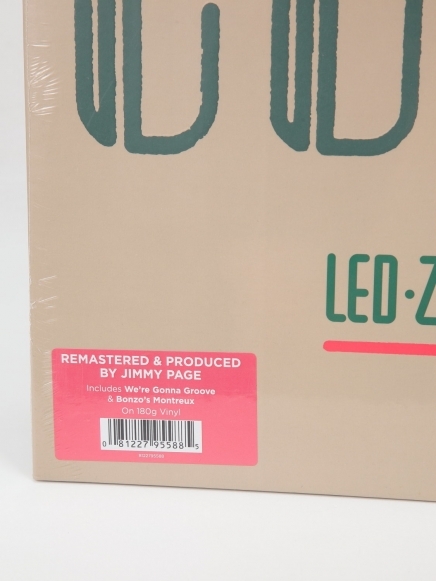 LED·Z
REMASTERED & PRODUCED
BY JIMMY PAGE
Includes We're Gonna Groove
& Bonzo's Montreux
On 180g Vinyl
0 81227 95588 5